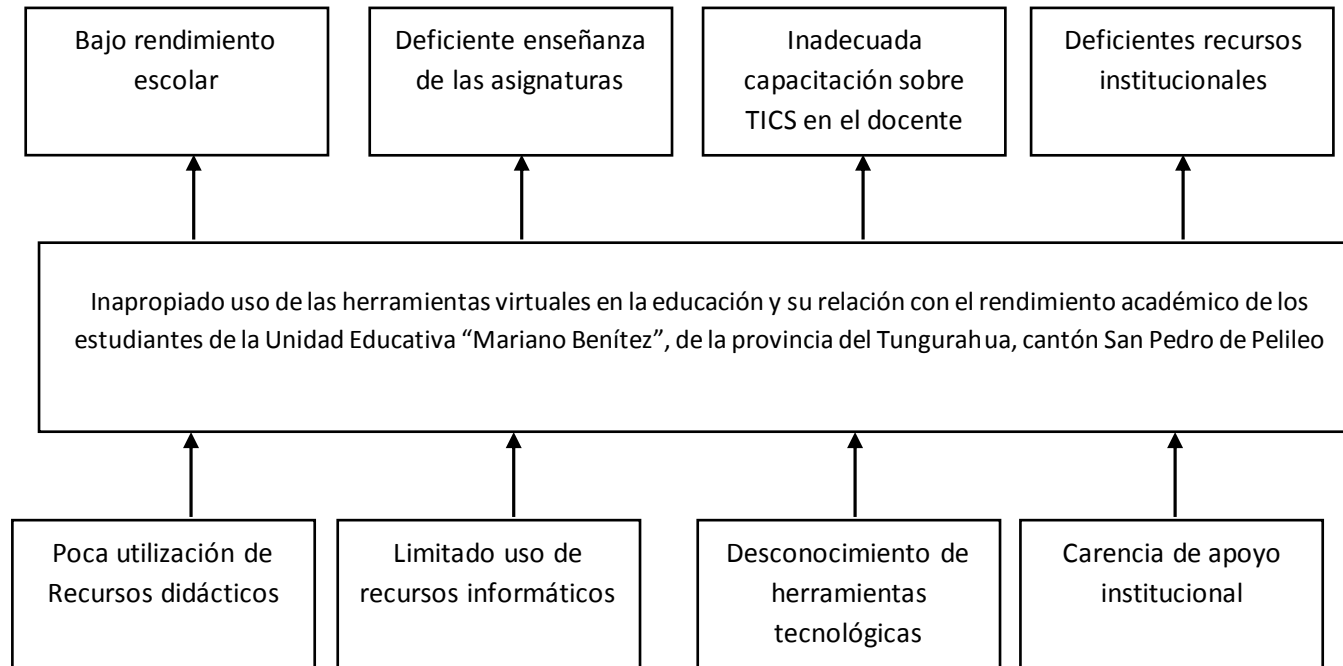 Bajo rendimiento
escolar
Deficiente enseñanza
de las asignaturas
Inadecuada
capacitación sobre
TICS en el docente
Deficientes recursos
institucionales
Inapropiado uso de las herramientas virtuales en la educación y su relación con el rendimiento académico de los
estudiantes de la Unidad Educativa “Mariano Benítez”, de la provincia del Tungurahua, cantón San Pedro de Pelileo
Poca utilización de
Recursos didácticos
Limitado uso de
recursos informáticos
Desconocimiento de
herramientas
tecnológicas
Carencia de apoyo
institucional